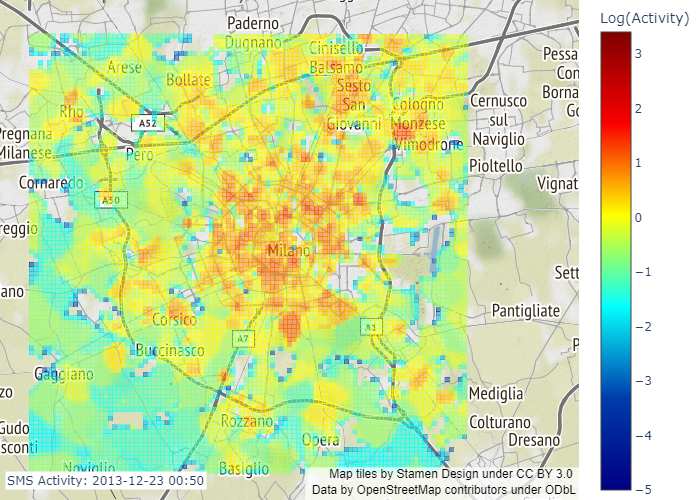 Log(Activity)
Paderno
Dugnano
Cinisello
Balsamo
Pessa
Con
Arese
Bollate
Sesto
San
Giovanni
Borna
Go
Rho
A52
Cologno
Monzese
Cernusco
sul
Naviglio
Pregnana
Milanese
Pero
Vimodrone
Pioltello
Cornaredo
Vignat
A50
reggio
Milano
Sett
ano
Pantigliate
Corsico
A7
A1
P
Buccinasco
Gaggiano
zo
Mediglia
Rozzano
Colturano
Gudo
sconti
Opera
Dresano
Noviglio
Basiglio
SMS Activity: 2013-12-23 00:50
Map tiles by Stamen Design under CC BY 3.0
Data by OpenStreetMap contributors under ODbL
3
2
1
0
−1
−2
−3
−4
−5